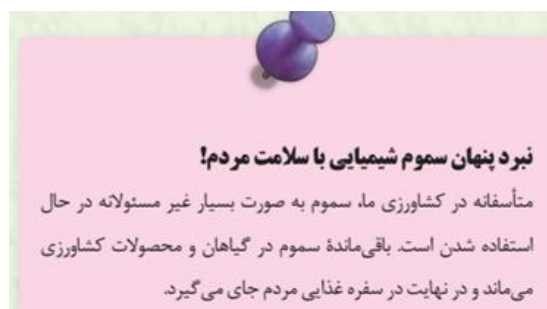 نبرد پنهان سموم شیمیایی با سلامت مردم!
متأسفانه در کشاورزی ما، سموم به صورت بسیار غیر مسئولانه در حال
استفاده شدن است. باقی‌ماندۀ سموم در گیاهان و محصولات کشاورزی
می‌ماند و در نهایت در سفره غذایی مردم جای می‌گیرد.